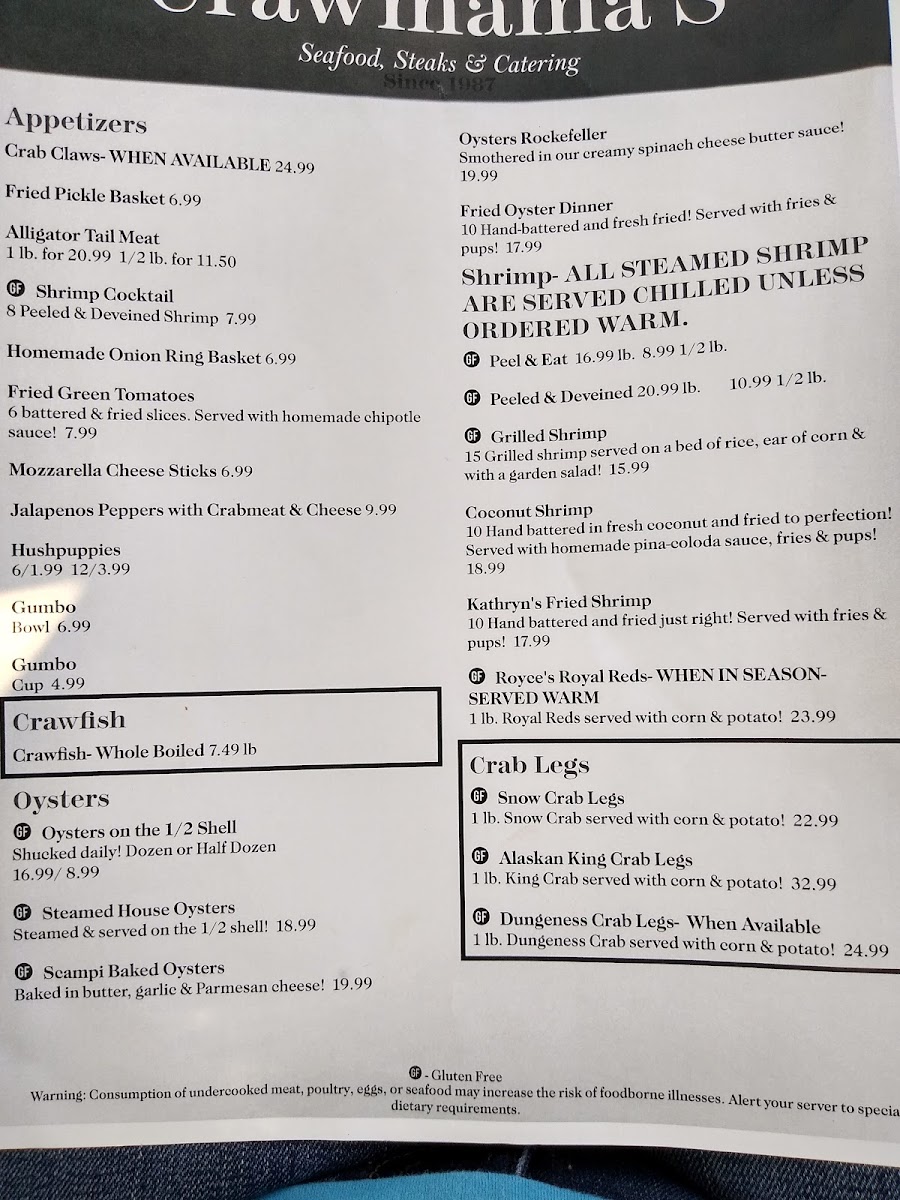 Crawmama's
Seafood, Steaks & Catering
Since 1987
Appetizers
Crab Claws- WHEN AVAILABLE 24.99
Fried Pickle Basket 6.99
Alligator Tail Meat
1 lb. for 20.99 1/2 lb. for 11.50
GF Shrimp Cocktail
8 Peeled & Deveined Shrimp 7.99
Homemade Onion Ring Basket 6.99
Fried Green Tomatoes
6 battered & fried slices. Served with homemade chipotle
sauce! 7.99
Mozzarella Cheese Sticks 6.99
Jalapenos Peppers with Crabmeat & Cheese 9.99
Hushpuppies
6/1.99 12/3.99
Gumbo
Bowl 6.99
Gumbo
Cup 4.99
Crawfish
Crawfish- Whole Boiled 7.49 lb
Oysters
GF Oysters on the 1/2 Shell
Shucked daily! Dozen or Half Dozen
16.99/ 8.99
GF Steamed House Oysters
Steamed & served on the 1/2 shell! 18.99
GF Scampi Baked Oysters
Baked in butter, garlic & Parmesan cheese! 19.99
Oysters Rockefeller
Smothered in our creamy spinach cheese butter sauce!
19.99
Fried Oyster Dinner
10 Hand-battered and fresh fried! Served with fries &
pups! 17.99
Shrimp- ALL STEAMED SHRIMP
ARE SERVED CHILLED UNLESS
ORDERED WARM.
GF Peel & Eat 16.99 lb. 8.99 1/2 lb.
GF Peeled & Deveined 20.99 lb. 10.99 1/2 lb.
GF Grilled Shrimp
15 Grilled shrimp served on a bed of rice, ear of corn &
with a garden salad! 15.99
Coconut Shrimp
10 Hand battered in fresh coconut and fried to perfection!
Served with homemade pina-coloda sauce, fries & pups!
18.99
Kathryn's Fried Shrimp
10 Hand battered and fried just right! Served with fries &
pups! 17.99
GF Royce's Royal Reds- WHEN IN SEASON-
SERVED WARM
1 lb. Royal Reds served with corn & potato! 23.99
Crab Legs
GF Snow Crab Legs
1 lb. Snow Crab served with corn & potato! 22.99
GF Alaskan King Crab Legs
1 lb. King Crab served with corn & potato! 32.99
GF Dungeness Crab Legs- When Available
1 lb. Dungeness Crab served with corn & potato! 24.99
GF - Gluten Free
Warning: Consumption of undercooked meat, poultry, eggs, or seafood may increase the risk of foodborne illnesses. Alert your server to specia
dietary requirements.